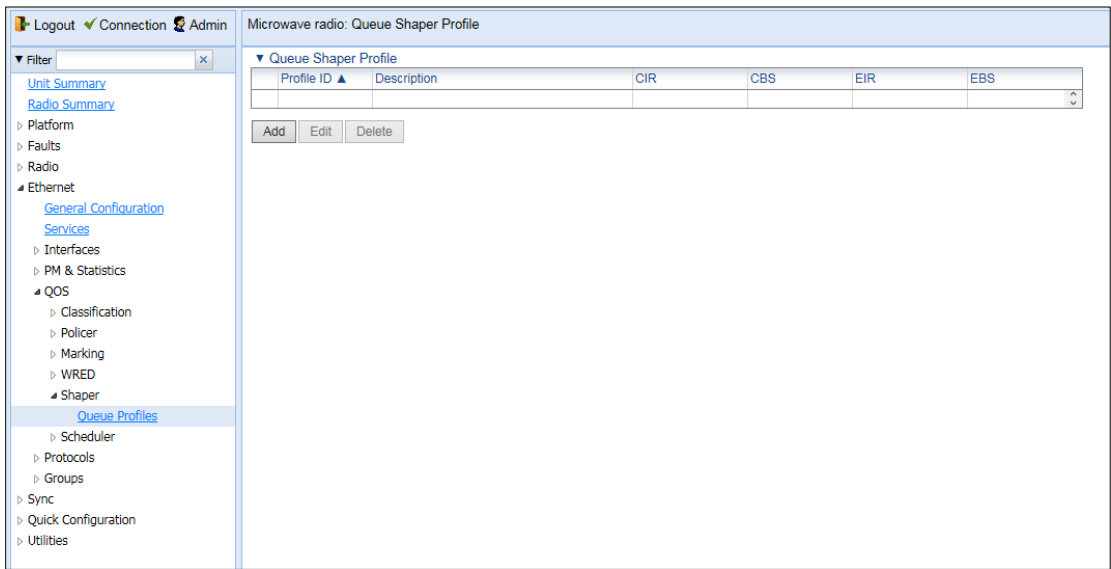 Logout Connection Admin
Microwave radio: Queue Shaper Profile
Filter
Unit Summary
Radio Summary
Platform
Faults
Radio
Ethernet
General Configuration
Services
Interfaces
PM & Statistics
QOS
Classification
Policer
Marking
WRED
Shaper
Queue Profiles
Scheduler
Protocols
Groups
Sync
Quick Configuration
Utilities
Queue Shaper Profile
Profile ID ▲ Description CIR CBS EIR EBS
Add Edit Delete